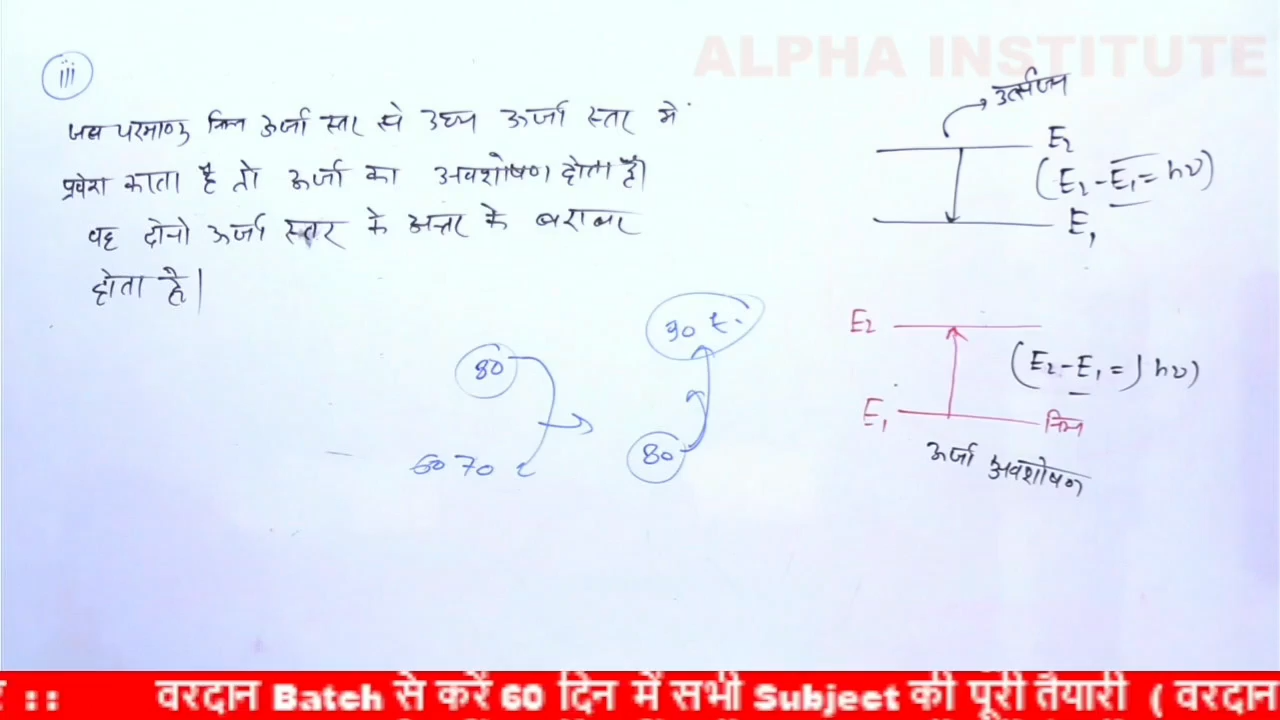 ALPHA INSTITUTE
iii
जब परमाणु निम्न ऊर्जा स्तर से उच्च ऊर्जा स्तर में
प्रवेश करता है तो ऊर्जा का अवशोषण होता है।
यह दोनो ऊर्जा स्तर के अन्तर के बराबर
होता है|
उत्सर्जन
E₂
(E₂-E₁=hν)
E₁
90
80
60 70
80
E₂
(E₂-E₁= hν)
E₁
निम्न
ऊर्जा अवशोषण
: : वरदान Batch से करें 60 दिन में सभी Subject की पूरी तैयारी ( वरदान